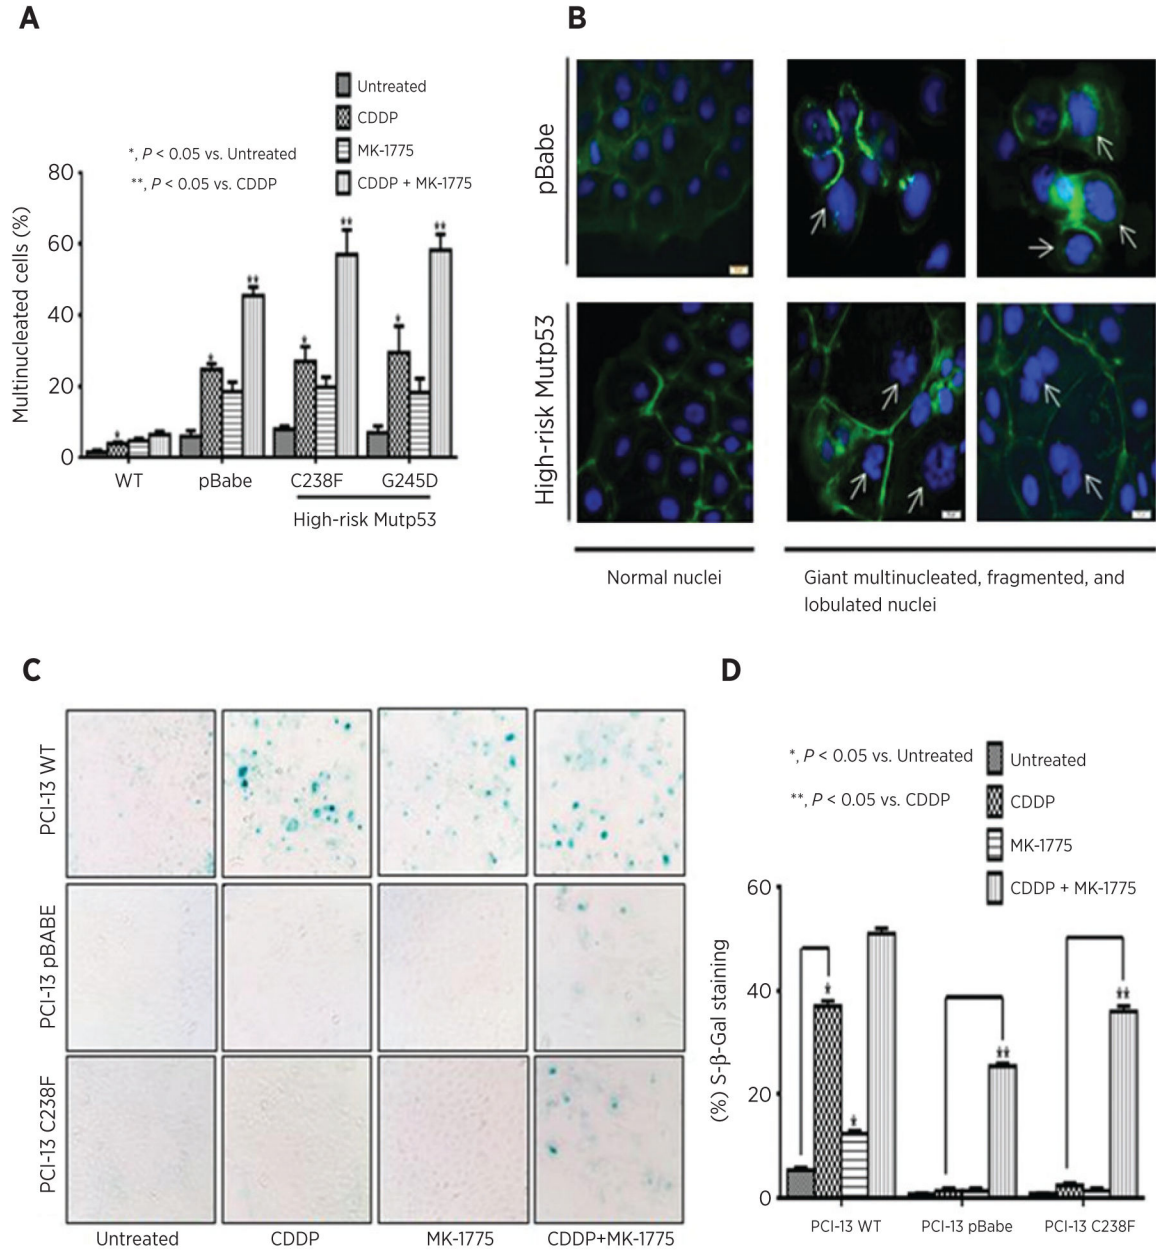 A
Untreated
CDDP
MK-1775
CDDP + MK-1775
*, P < 0.05 vs. Untreated
**, P < 0.05 vs. CDDP
Multinucleated cells (%)
80
60
40
20
0
*
*
**
*
**
*
**
WT
pBabe
C238F
G245D
High-risk Mutp53
B
pBabe
High-risk Mutp53
Normal nuclei
Giant multinucleated, fragmented, and
lobulated nuclei
C
PCI-13 WT
PCI-13 pBABE
PCI-13 C238F
Untreated
CDDP
MK-1775
CDDP+MK-1775
D
*, P < 0.05 vs. Untreated
**, P < 0.05 vs. CDDP
Untreated
CDDP
MK-1775
CDDP + MK-1775
(%) S-β-Gal staining
60
40
20
0
*
*
**
**
PCI-13 WT
PCI-13 pBabe
PCI-13 C238F